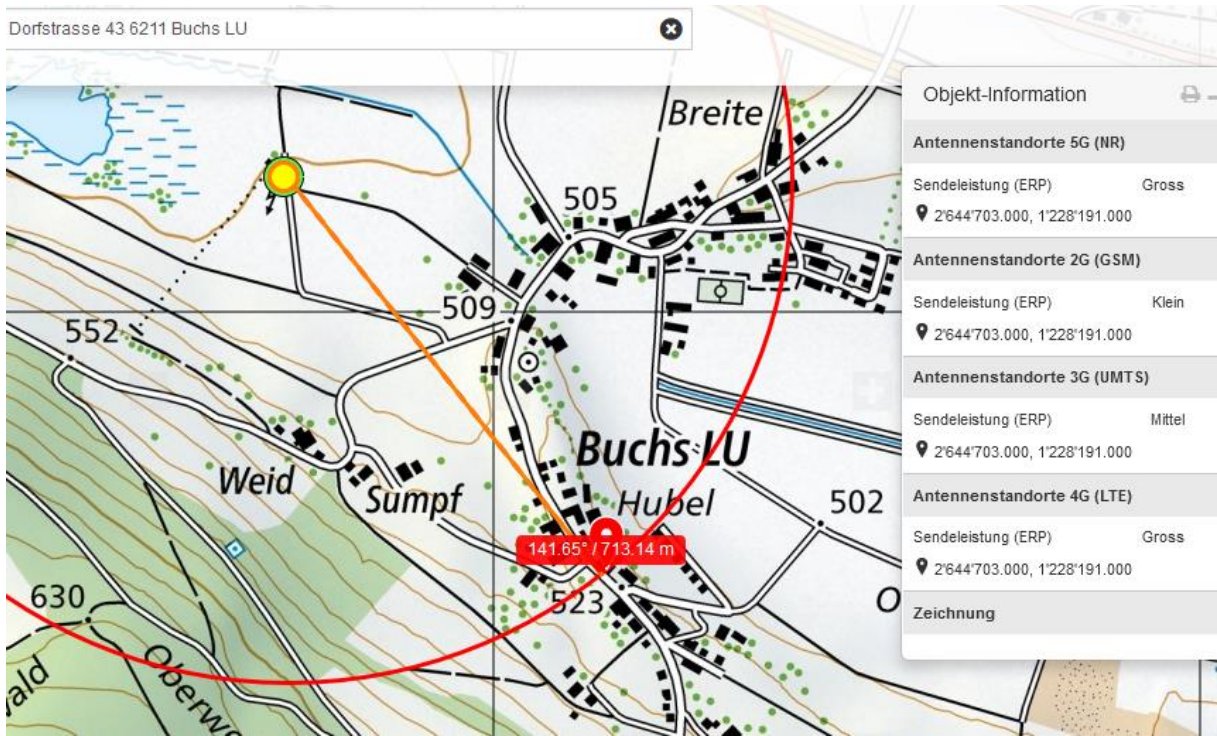 Dorfstrasse 43 6211 Buchs LU
Objekt-Information
Antennenstandorte 5G (NR)
Sendeleistung (ERP) Gross
2'644'703.000, 1'228'191.000
Antennenstandorte 2G (GSM)
Sendeleistung (ERP) Klein
2'644'703.000, 1'228'191.000
Antennenstandorte 3G (UMTS)
Sendeleistung (ERP) Mittel
2'644'703.000, 1'228'191.000
Antennenstandorte 4G (LTE)
Sendeleistung (ERP) Gross
2'644'703.000, 1'228'191.000
Zeichnung
Breite
505
509
552
Buchs LU
Weid
Sumpf
Hubel
502
141.65° / 713.14 m
630
523